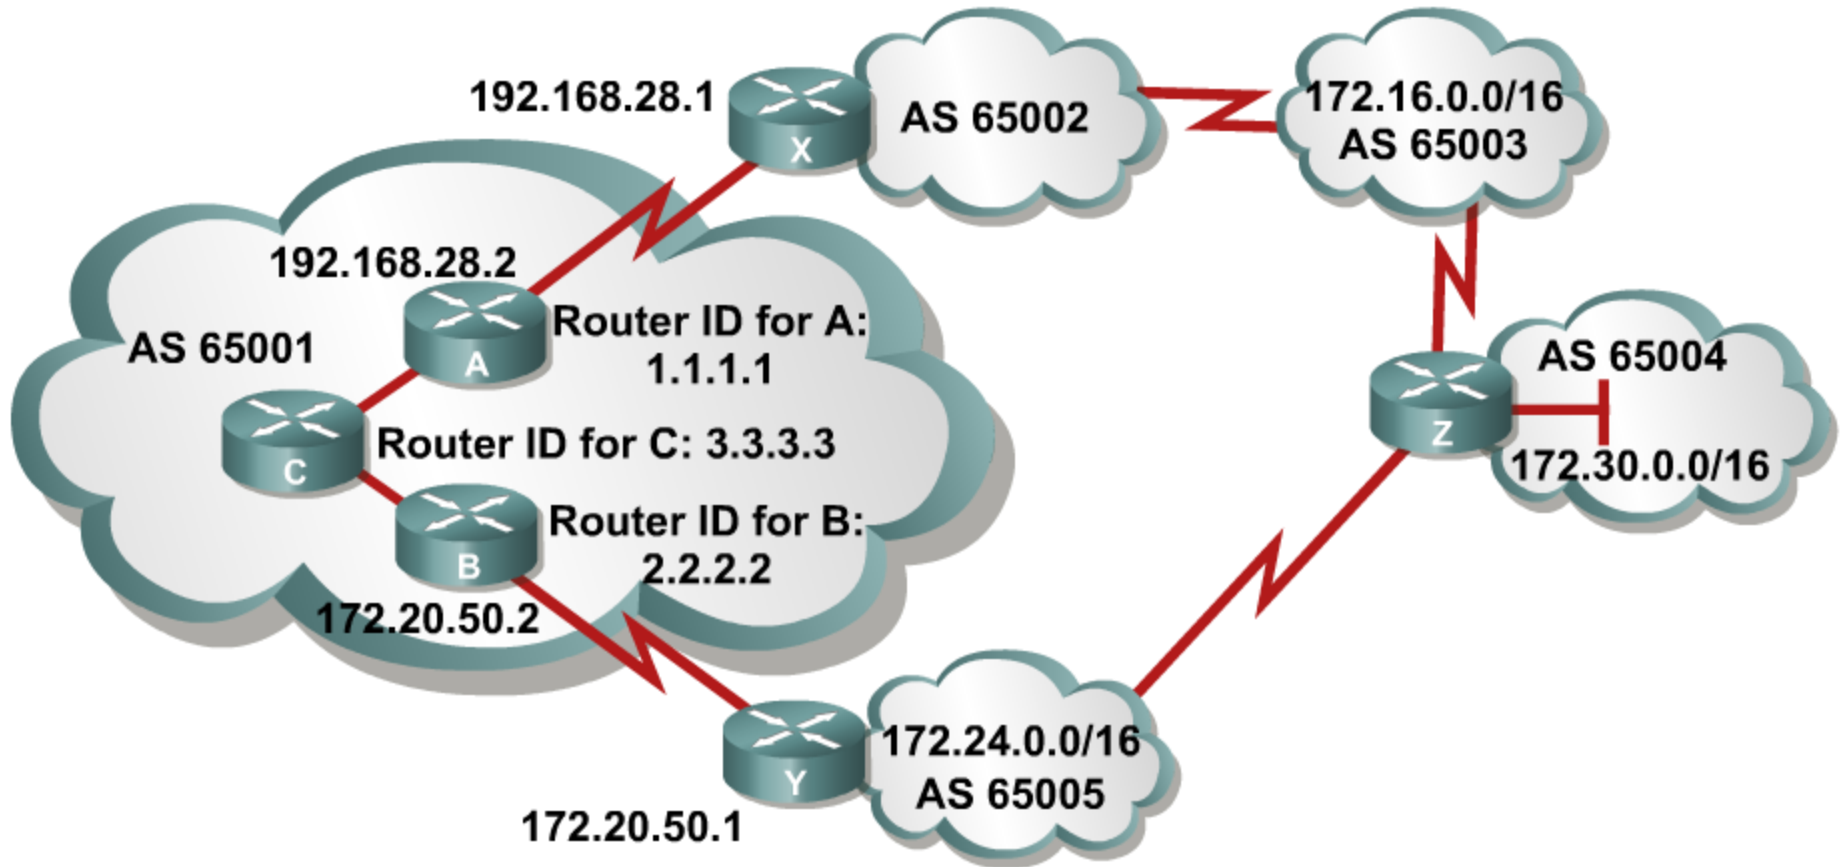 192.168.28.1
X
AS 65002
172.16.0.0/16
AS 65003
192.168.28.2
A
Router ID for A:
1.1.1.1
AS 65001
C
Router ID for C: 3.3.3.3
B
Router ID for B:
2.2.2.2
172.20.50.2
AS 65004
Z
172.30.0.0/16
Y
172.24.0.0/16
AS 65005
172.20.50.1